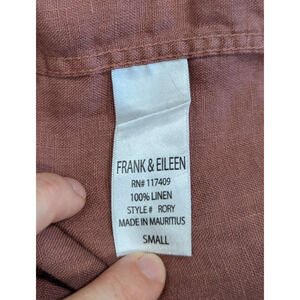 FRANK & EILEEN
RN# 117409
100% LINEN
STYLE # RORY
MADE IN MAURITIUS
SMALL